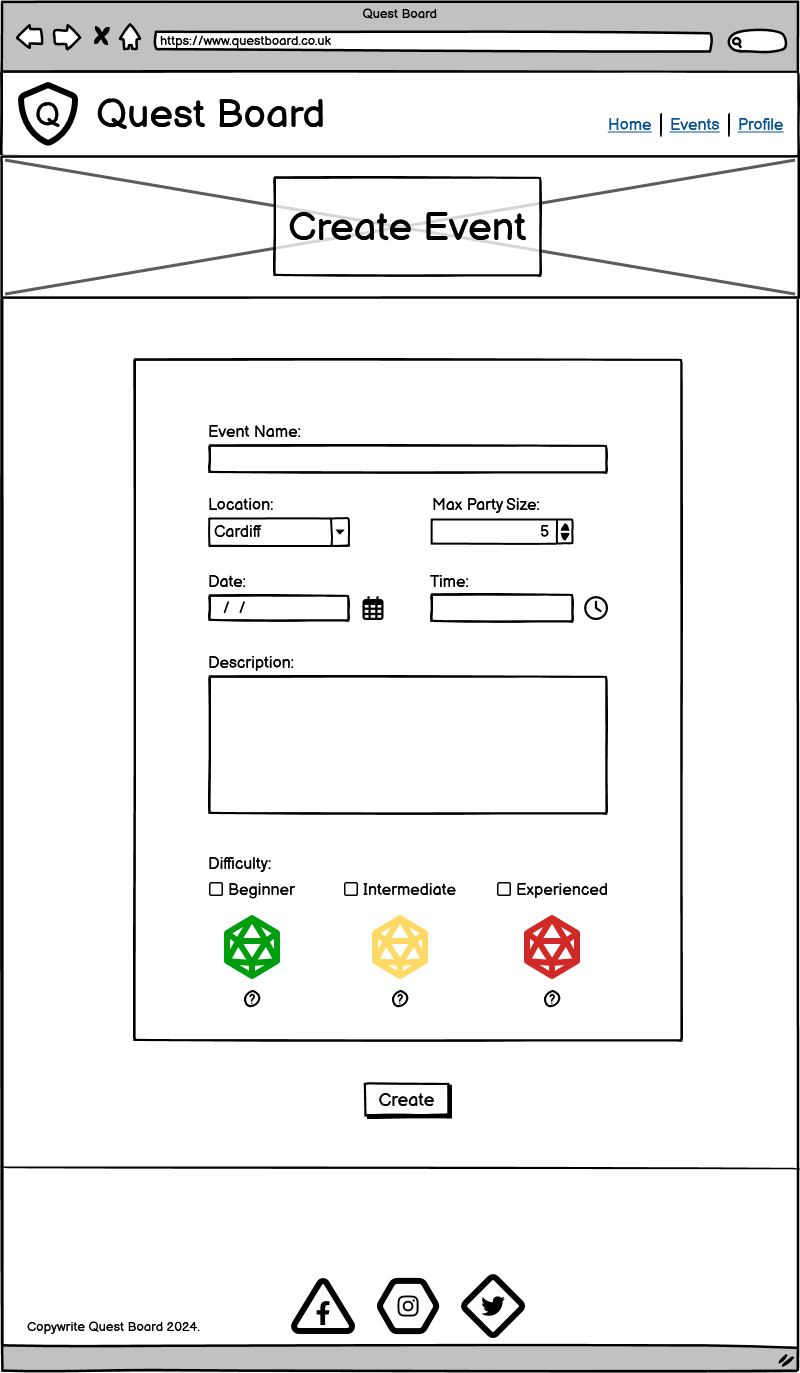 Quest Board
https://www.questboard.co.uk
Q Quest Board
Home Events Profile
Create Event
Event Name:
Location: Max Party Size:
Cardiff 5
Date: Time:
/ /
Description:
Difficulty:
Beginner Intermediate Experienced
? ? ?
Create
Copywrite Quest Board 2024.